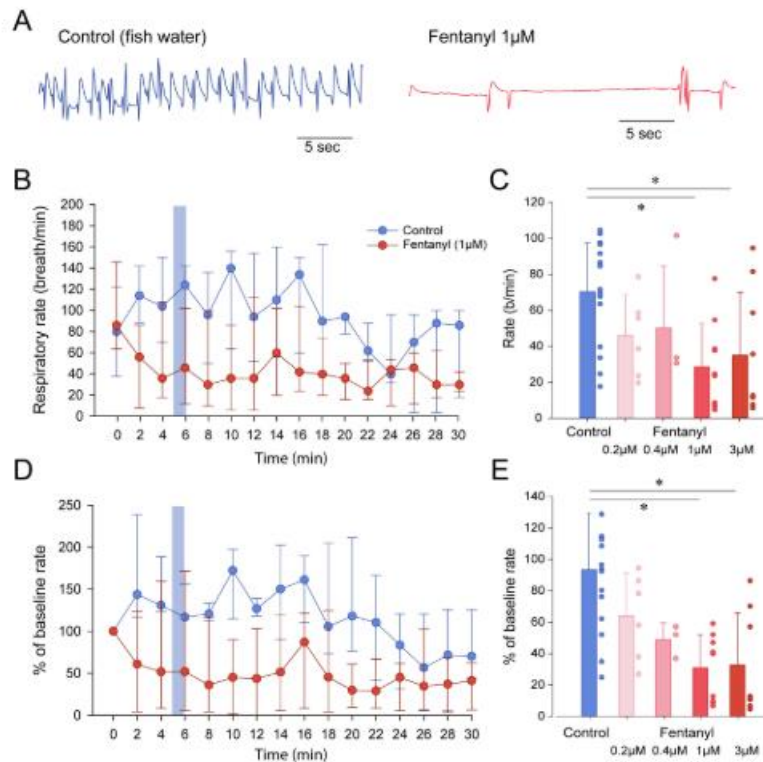 A
Control (fish water)
Fentanyl 1µM
5 sec
5 sec
B
Respiratory rate (breath/min)
200
180
160
140
120
100
80
60
40
20
0
Control
Fentanyl (1µM)
0 2 4 6 8 10 12 14 16 18 20 22 24 26 28 30
Time (min)
C
*
*
Rate (b/min)
120
100
80
60
40
20
0
Control
Fentanyl
0.2µM 0.4µM 1µM 3µM
D
% of baseline rate
250
200
150
100
50
0
0 2 4 6 8 10 12 14 16 18 20 22 24 26 28 30
Time (min)
E
*
*
% of baseline rate
140
120
100
80
60
40
20
0
Control
Fentanyl
0.2µM 0.4µM 1µM 3µM